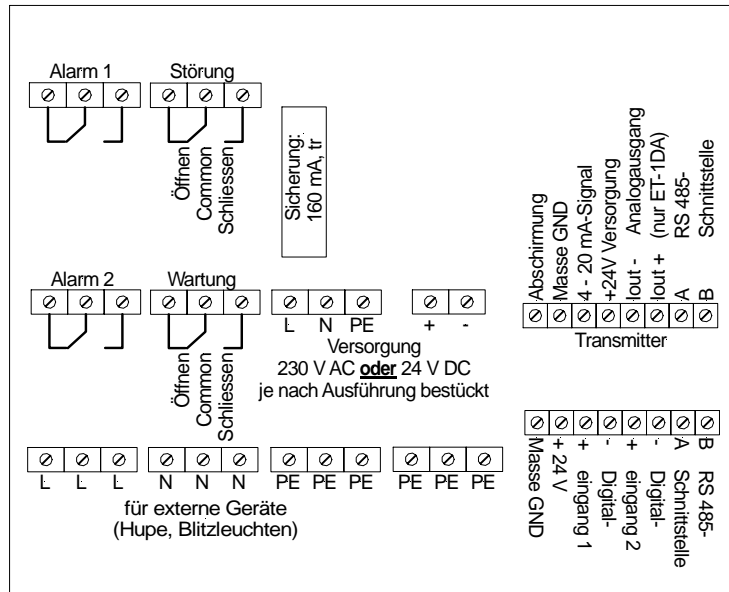 Alarm 1
Störung
Öffnen
Common
Schliessen
Sicherung:
160 mA, tr
Abschirmung
Masse GND
4 - 20 mA-Signal
+24V Versorgung
Iout - Analogausgang
Iout + (nur ET-1DA)
A RS 485-
B Schnittstelle
Transmitter
Alarm 2
Wartung
Öffnen
Common
Schliessen
L N PE
+ -
Versorgung
230 V AC oder 24 V DC
je nach Ausführung bestückt
L L L
N N N
PE PE PE
PE PE PE
für externe Geräte
(Hupe, Blitzleuchten)
Masse GND
+ 24 V
+ eingang 1
- Digital-
+ eingang 2
- Digital-
A Schnittstelle
B RS 485-